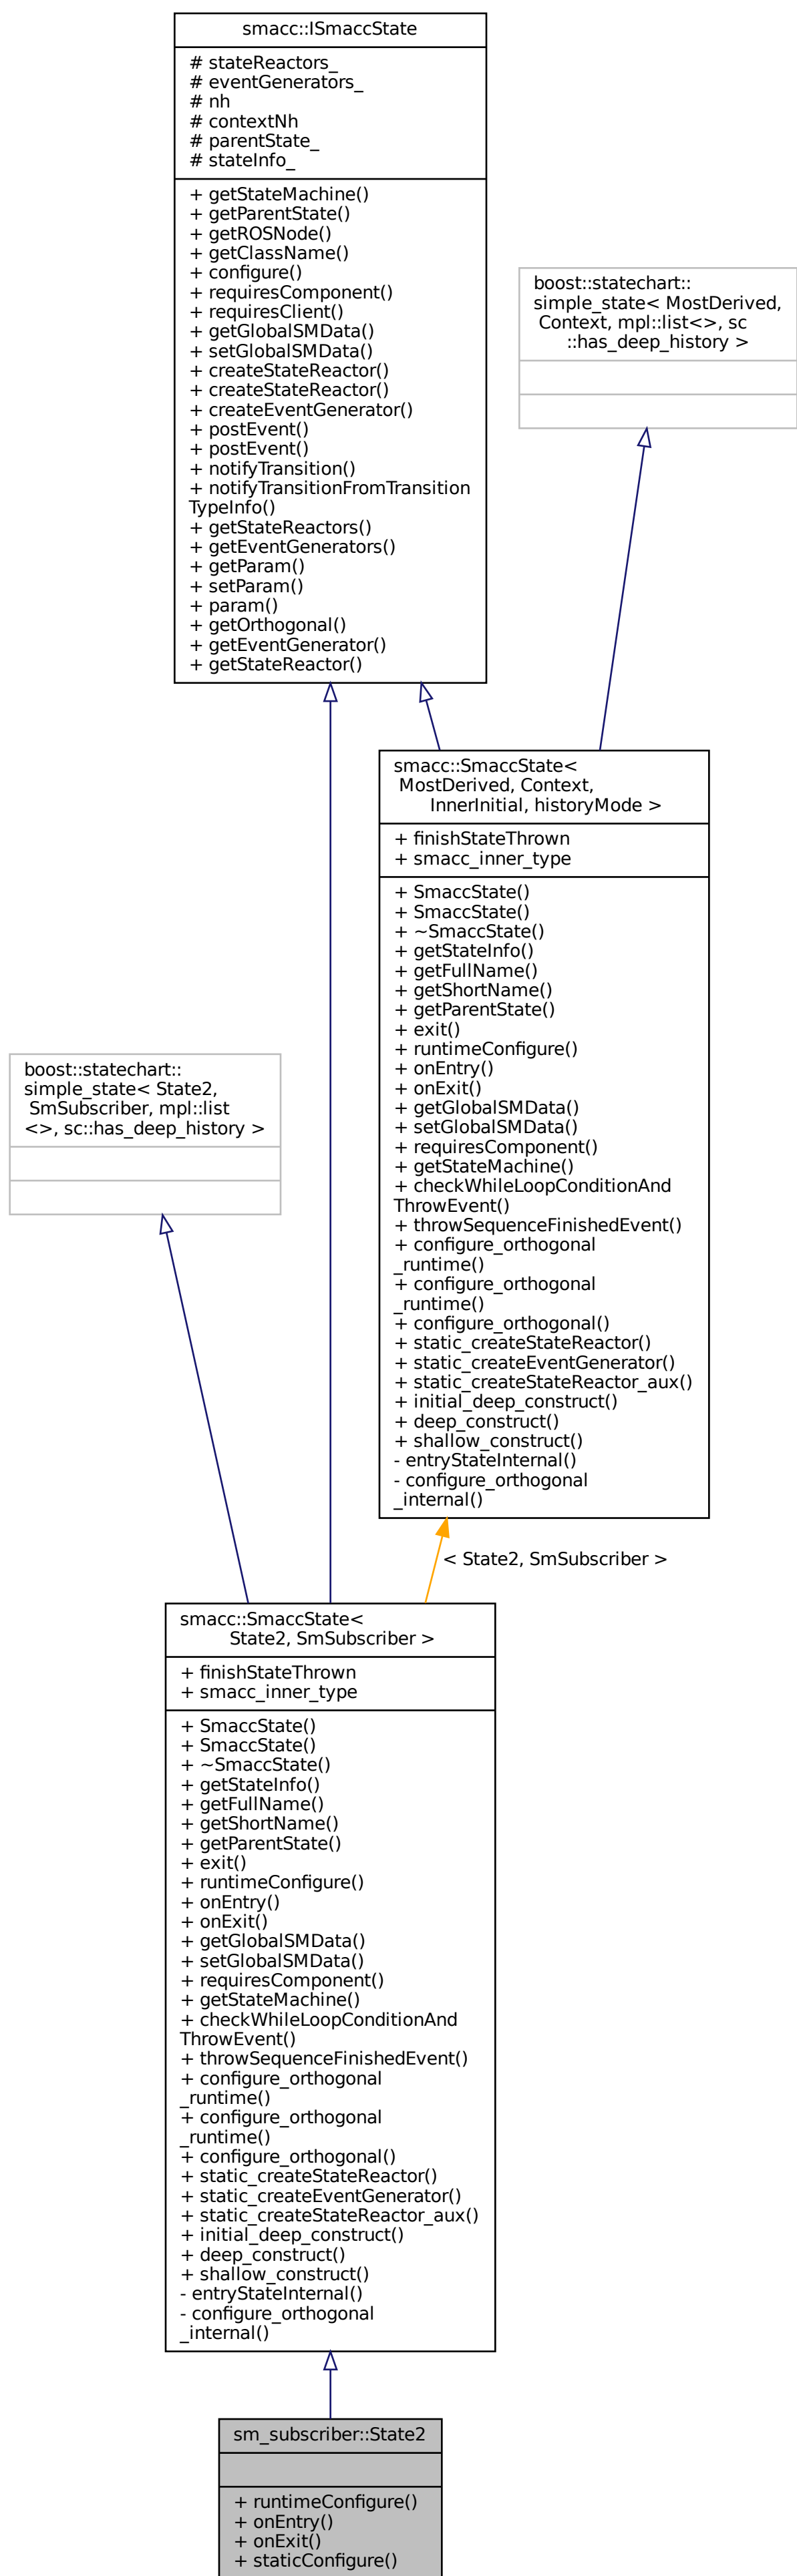 smacc::ISmaccState
# stateReactors_
# eventGenerators_
# nh
# contextNh
# parentState_
# stateInfo_
+ getStateMachine()
+ getParentState()
+ getROSNode()
+ getClassName()
+ configure()
+ requiresComponent()
+ requiresClient()
+ getGlobalSMData()
+ setGlobalSMData()
+ createStateReactor()
+ createStateReactor()
+ createEventGenerator()
+ postEvent()
+ postEvent()
+ notifyTransition()
+ notifyTransitionFromTransition
TypeInfo()
+ getStateReactors()
+ getEventGenerators()
+ getParam()
+ setParam()
+ param()
+ getOrthogonal()
+ getEventGenerator()
+ getStateReactor()
boost::statechart::
simple_state< MostDerived,
Context, mpl::list<>, sc
::has_deep_history >
smacc::SmaccState<
MostDerived, Context,
InnerInitial, historyMode >
+ finishStateThrown
+ smacc_inner_type
+ SmaccState()
+ SmaccState()
+ ~SmaccState()
+ getStateInfo()
+ getFullName()
+ getShortName()
+ getParentState()
+ exit()
+ runtimeConfigure()
+ onEntry()
+ onExit()
+ getGlobalSMData()
+ setGlobalSMData()
+ requiresComponent()
+ getStateMachine()
+ checkWhileLoopConditionAnd
ThrowEvent()
+ throwSequenceFinishedEvent()
+ configure_orthogonal
_runtime()
+ configure_orthogonal
_runtime()
+ configure_orthogonal()
+ static_createStateReactor()
+ static_createEventGenerator()
+ static_createStateReactor_aux()
+ initial_deep_construct()
+ deep_construct()
+ shallow_construct()
- entryStateInternal()
- configure_orthogonal
_internal()
boost::statechart::
simple_state< State2,
SmSubscriber, mpl::list
<>, sc::has_deep_history >
< State2, SmSubscriber >
smacc::SmaccState<
State2, SmSubscriber >
+ finishStateThrown
+ smacc_inner_type
+ SmaccState()
+ SmaccState()
+ ~SmaccState()
+ getStateInfo()
+ getFullName()
+ getShortName()
+ getParentState()
+ exit()
+ runtimeConfigure()
+ onEntry()
+ onExit()
+ getGlobalSMData()
+ setGlobalSMData()
+ requiresComponent()
+ getStateMachine()
+ checkWhileLoopConditionAnd
ThrowEvent()
+ throwSequenceFinishedEvent()
+ configure_orthogonal
_runtime()
+ configure_orthogonal
_runtime()
+ configure_orthogonal()
+ static_createStateReactor()
+ static_createEventGenerator()
+ static_createStateReactor_aux()
+ initial_deep_construct()
+ deep_construct()
+ shallow_construct()
- entryStateInternal()
- configure_orthogonal
_internal()
sm_subscriber::State2
+ runtimeConfigure()
+ onEntry()
+ onExit()
+ staticConfigure()